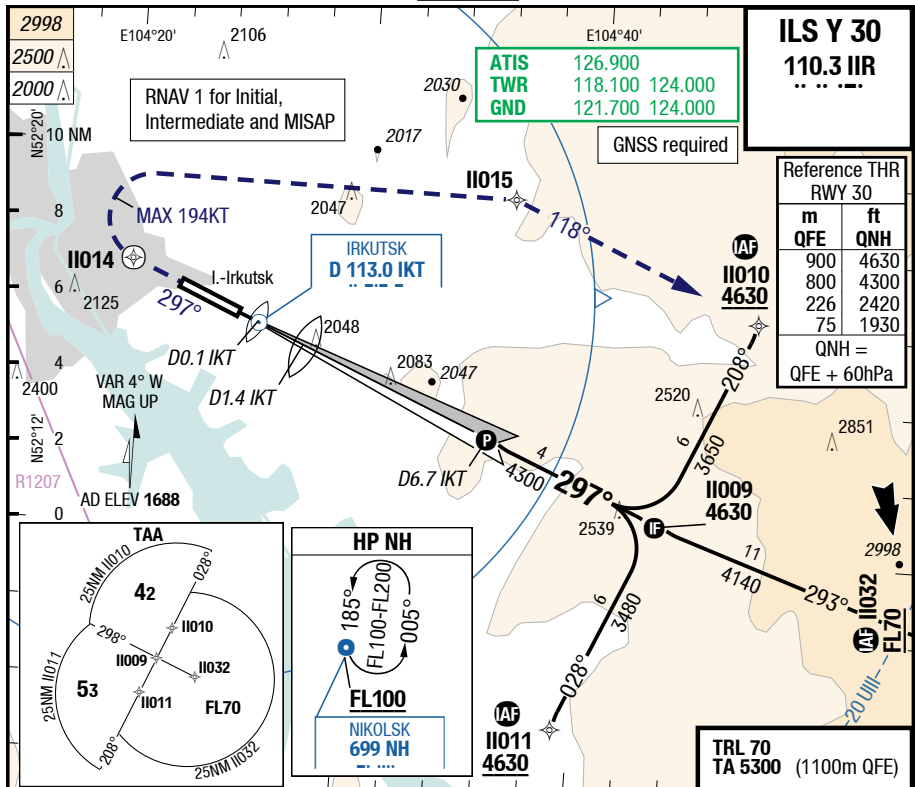 2998
2500
2000
E104°20'
2106
E104°40'
ILS Y 30
110.3 IIR
ATIS 126.900
TWR 118.100 124.000
GND 121.700 124.000
2030
RNAV 1 for Initial,
Intermediate and MISAP
GNSS required
N52°20'
10 NM
2017
Reference THR
RWY 30
m ft
QFE QNH
900 4630
800 4300
226 2420
75 1930
QNH =
QFE + 60hPa
II015
8
MAX 194KT
2047
118°
IRKUTSK
D 113.0 IKT
IAF
II010
4630
II014
6
2125
297°
I.-Irkutsk
2048
D0.1 IKT
D1.4 IKT
208°
4
2400
VAR 4° W
MAG UP
2083
2047
2520
2851
N52°12'
2
P
D6.7 IKT
4
4300
297°
6
3650
R1207
AD ELEV 1688
0
2539
II009
4630
IF
2998
11
4140
293°
IAF
II032
FL70
TAA
25NM II010
028°
42
298°
II010
II009
II032
II011
25NM II011
53
FL70
208°
25NM II032
HP NH
185°
FL100-FL200
005°
FL100
NIKOLSK
699 NH
6
3480
028°
IAF
II011
4630
20 UIII
TRL 70
TA 5300 (1100m QFE)